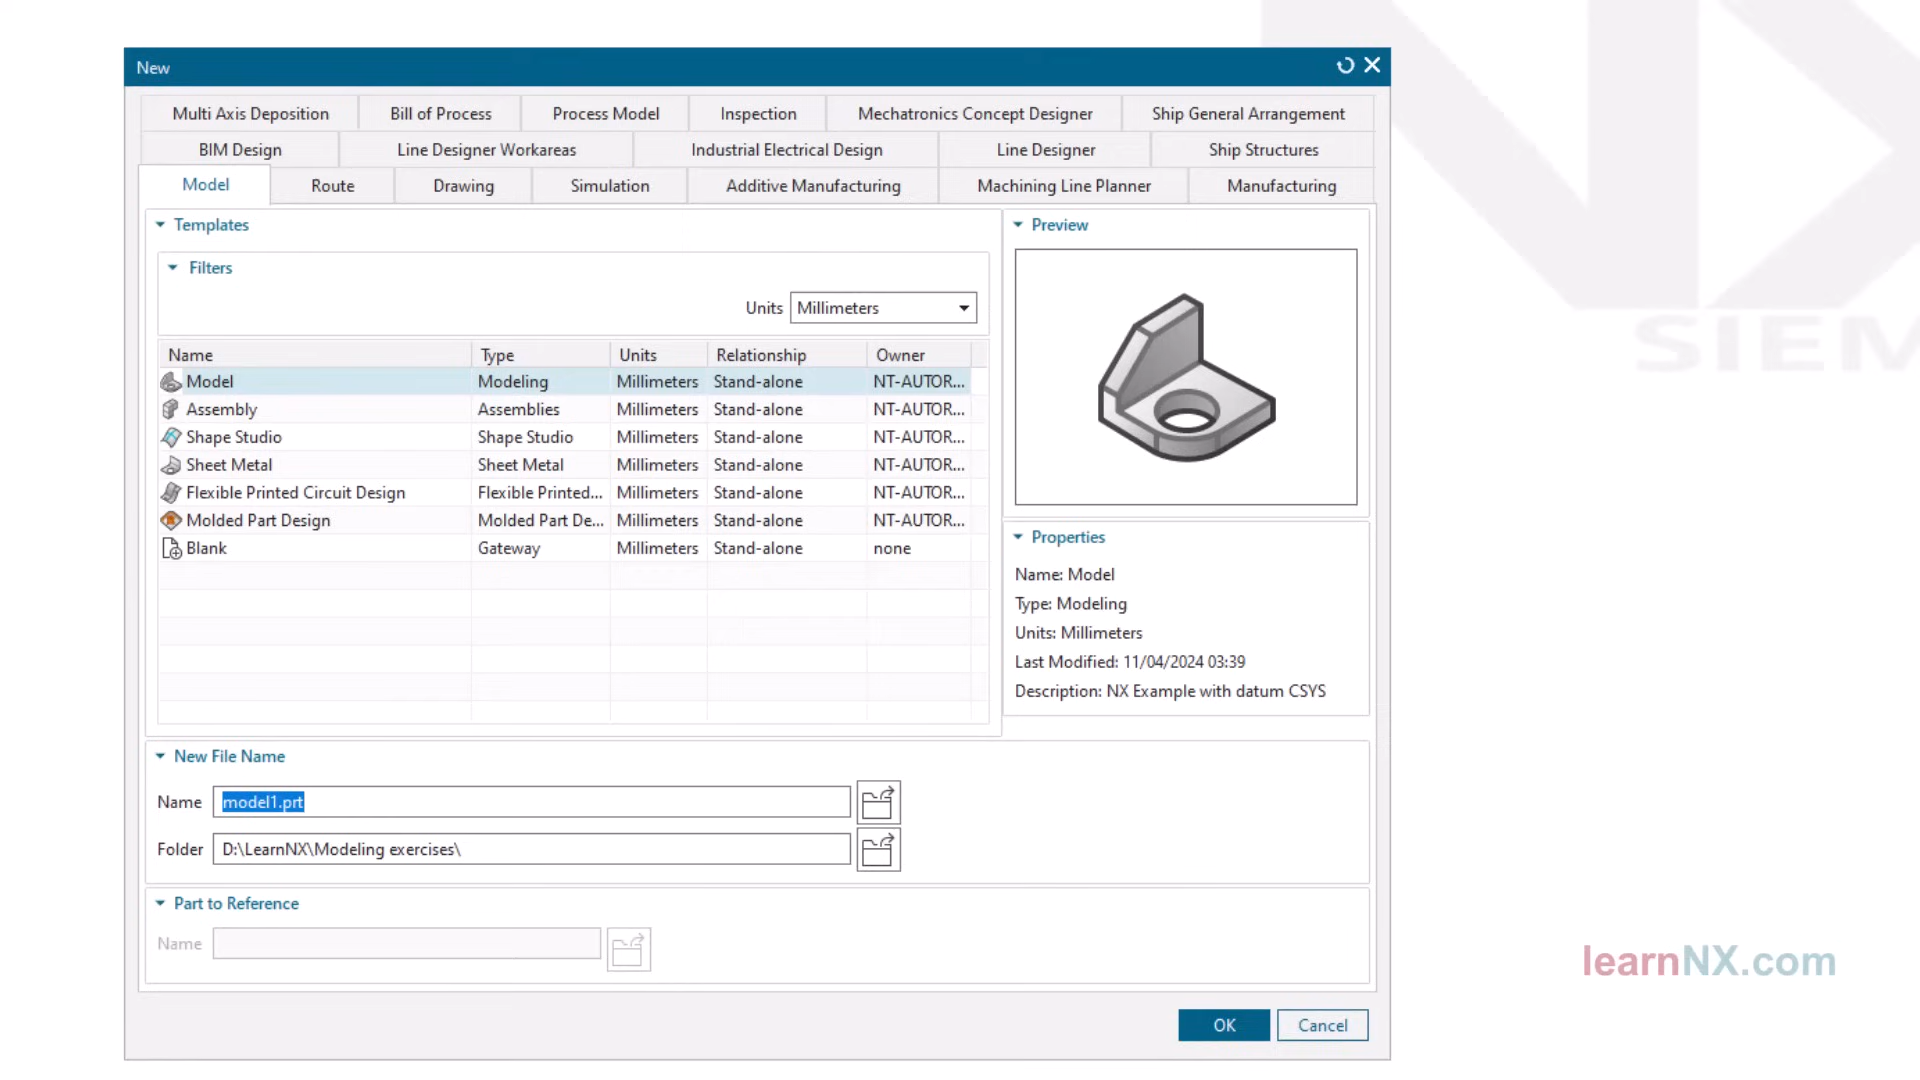 New
Multi Axis Deposition Bill of Process Process Model Inspection Mechatronics Concept Designer Ship General Arrangement
BIM Design Line Designer Workareas Industrial Electrical Design Line Designer Ship Structures
Model Route Drawing Simulation Additive Manufacturing Machining Line Planner Manufacturing
Templates
Filters
Units Millimeters
Name Type Units Relationship Owner
Model Modeling Millimeters Stand-alone NT-AUTOR...
Assembly Assemblies Millimeters Stand-alone NT-AUTOR...
Shape Studio Shape Studio Millimeters Stand-alone NT-AUTOR...
Sheet Metal Sheet Metal Millimeters Stand-alone NT-AUTOR...
Flexible Printed Circuit Design Flexible Printed... Millimeters Stand-alone NT-AUTOR...
Molded Part Design Molded Part De... Millimeters Stand-alone NT-AUTOR...
Blank Gateway Millimeters Stand-alone none
Preview
Properties
Name: Model
Type: Modeling
Units: Millimeters
Last Modified: 11/04/2024 03:39
Description: NX Example with datum CSYS
New File Name
Name model1.prt
Folder D:\LearnNX\Modeling exercises\
Part to Reference
Name
OK Cancel
NX
SIEM
learnNX.com